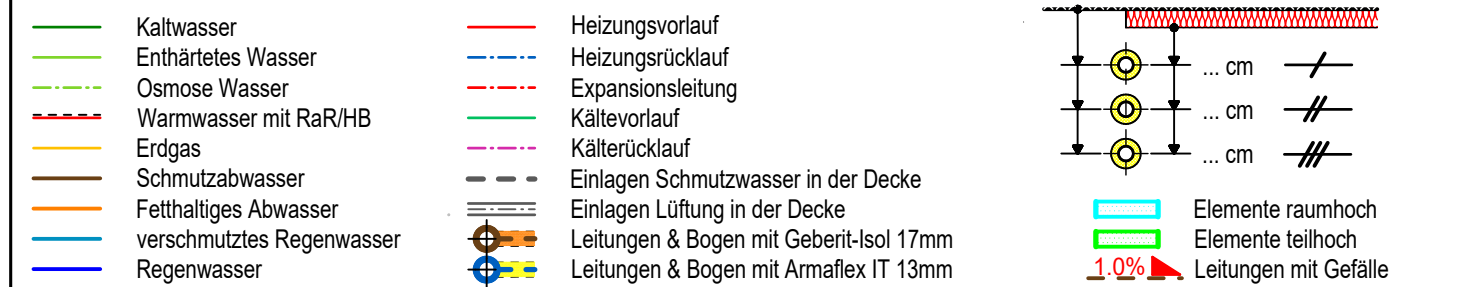 Kaltwasser
Enthärtetes Wasser
Osmose Wasser
Warmwasser mit RaR/HB
Erdgas
Schmutzabwasser
Fetthaltiges Abwasser
verschmutztes Regenwasser
Regenwasser
Heizungsvorlauf
Heizungsrücklauf
Expansionsleitung
Kältevorlauf
Kälterücklauf
Einlagen Schmutzwasser in der Decke
Einlagen Lüftung in der Decke
Leitungen & Bogen mit Geberit-Isol 17mm
Leitungen & Bogen mit Armaflex IT 13mm
... cm
... cm
... cm
Elemente raumhoch
Elemente teilhoch
1.0% Leitungen mit Gefälle